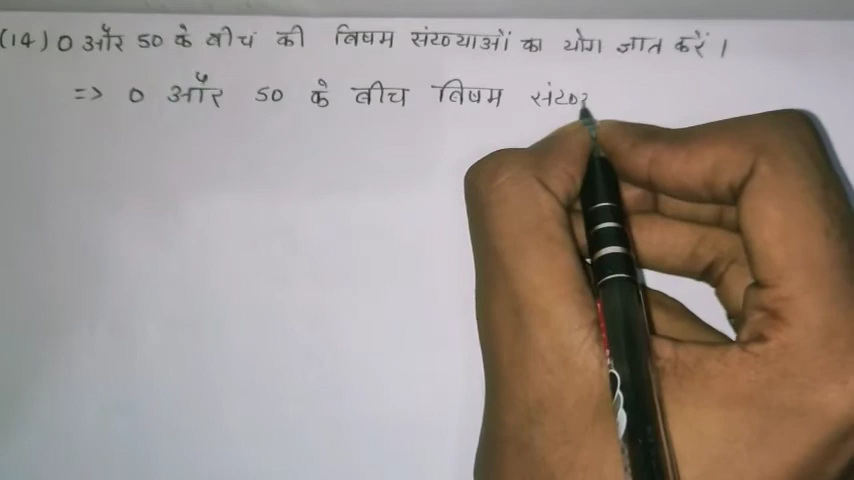 (14) 0 और 50 के बीच की विषम संख्याओं का योग ज्ञात करें ।
=> 0 और 50 के बीच विषम